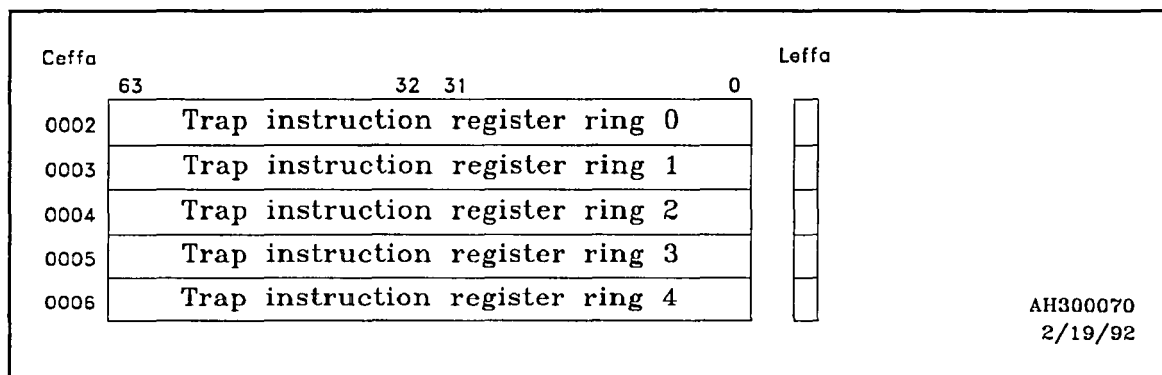 Ceffa Leffa
63 32 31 0
0002 Trap instruction register ring 0
0003 Trap instruction register ring 1
0004 Trap instruction register ring 2
0005 Trap instruction register ring 3
0006 Trap instruction register ring 4
AH300070
2/19/92